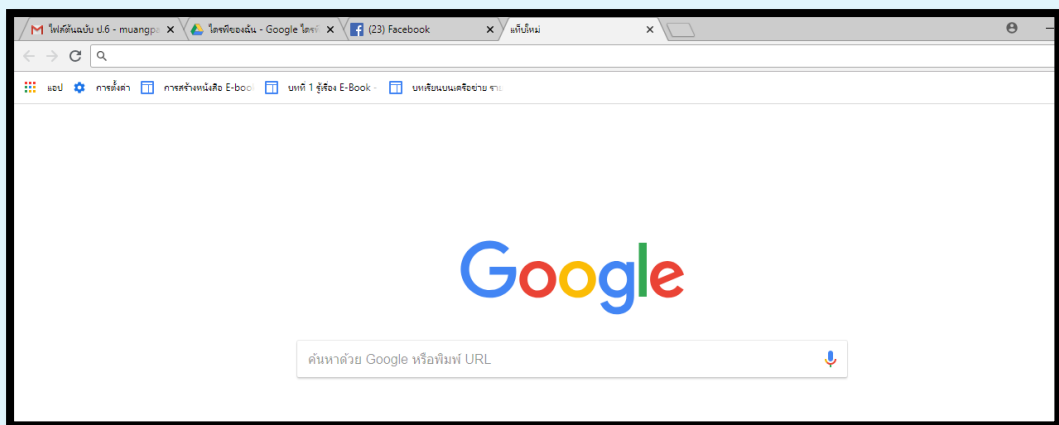 ไฟล์ต้นฉบับ ป.6 - muangpa ไดรฟ์ของฉัน - Google ไดรฟ์ (23) Facebook แท็บใหม่
แอป การตั้งค่า การสร้างหนังสือ E-boo บทที่ 1 รู้เรื่อง E-Book - บทเรียนบนเครือข่าย ราย
Google
ค้นหาด้วย Google หรือพิมพ์ URL